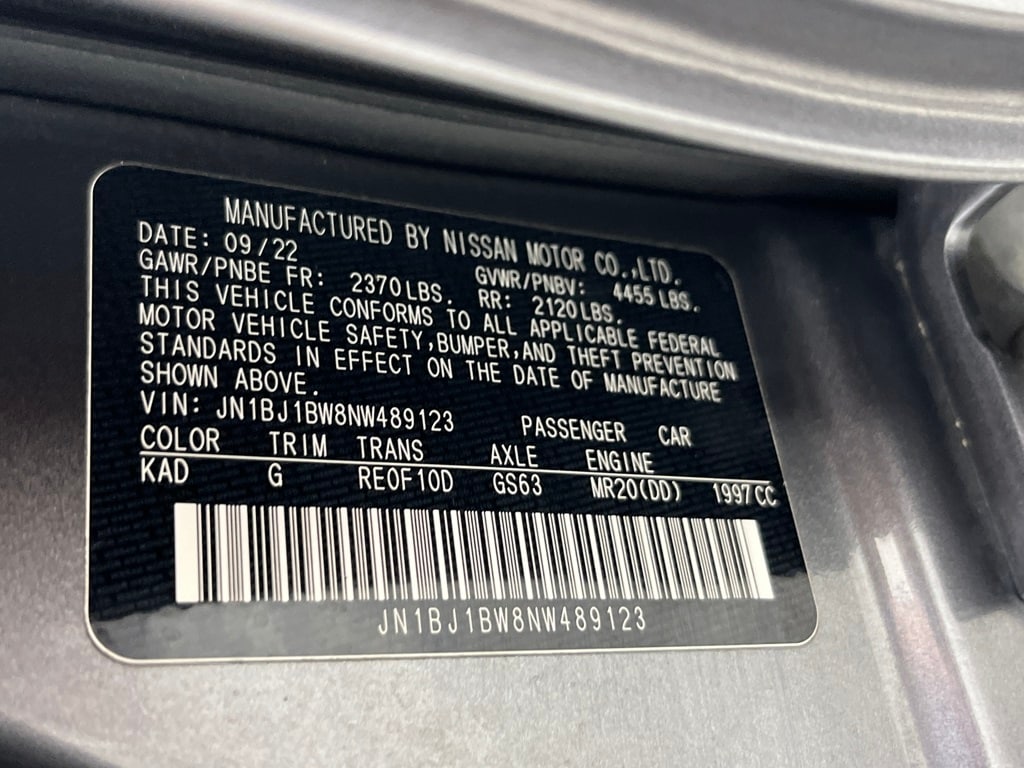 MANUFACTURED BY NISSAN MOTOR CO.,LTD.
DATE: 09/22 GVWR/PNBV: 4455 LBS.
GAWR/PNBE FR: 2370LBS. RR: 2120LBS.
THIS VEHICLE CONFORMS TO ALL APPLICABLE FEDERAL
MOTOR VEHICLE SAFETY,BUMPER,AND THEFT PREVENTION
STANDARDS IN EFFECT ON THE DATE OF MANUFACTURE
SHOWN ABOVE.
VIN: JN1BJ1BW8NW489123 PASSENGER CAR
COLOR TRIM TRANS AXLE ENGINE
KAD G RE0F10D GS63 MR20(DD) 1997CC
JN1BJ1BW8NW489123